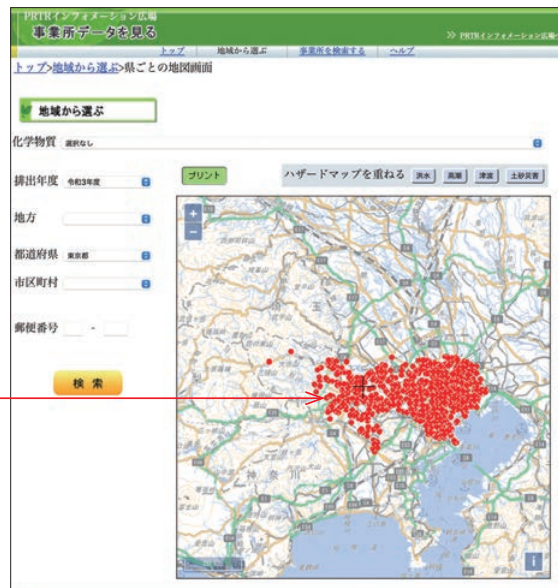 PRTRインフォメーション広場
事業所データを見る
>> PRTRインフォメーション広場
トップ 地域から選ぶ 事業所を検索する ヘルプ
トップ>地域から選ぶ>県ごとの地図画面
地域から選ぶ
化学物質 選択なし
排出年度 令和3年度
プリント
ハザードマップを重ねる 洪水 高潮 津波 土砂災害
地方
+
−
都道府県 東京都
市区町村
埼 玉
郵便番号 -
検 索
神 奈 川
i